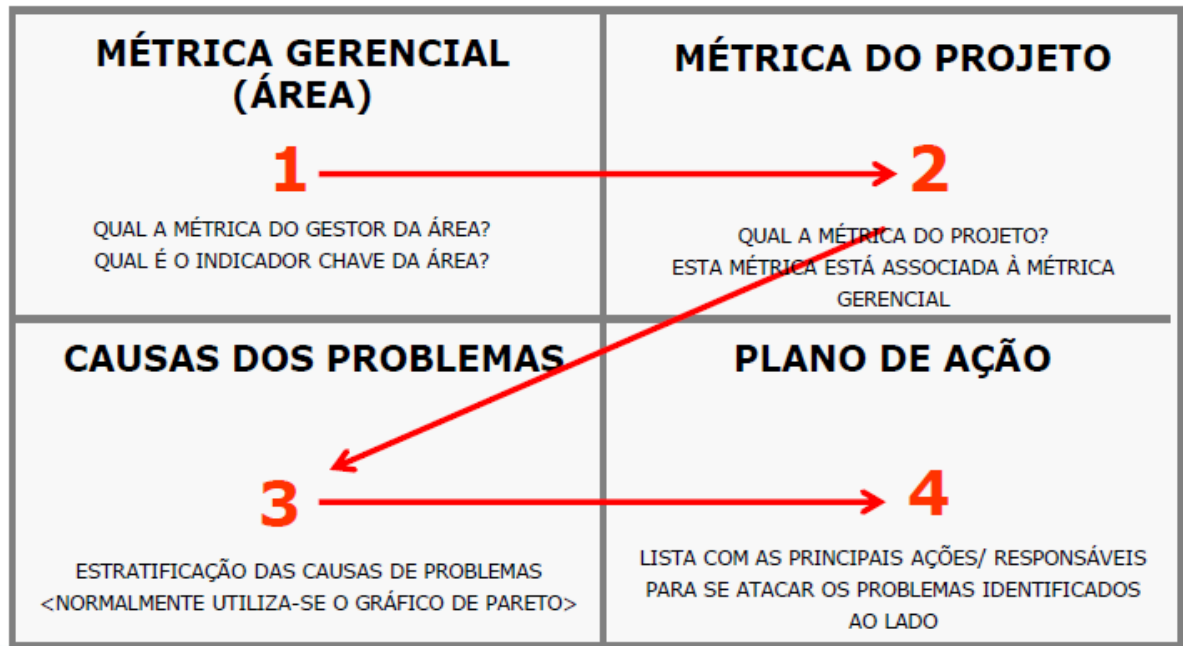 MÉTRICA GERENCIAL
(ÁREA)
1
QUAL A MÉTRICA DO GESTOR DA ÁREA?
QUAL É O INDICADOR CHAVE DA ÁREA?
MÉTRICA DO PROJETO
2
QUAL A MÉTRICA DO PROJETO?
ESTA MÉTRICA ESTÁ ASSOCIADA À MÉTRICA
GERENCIAL
CAUSAS DOS PROBLEMAS
3
ESTRATIFICAÇÃO DAS CAUSAS DE PROBLEMAS
<NORMALMENTE UTILIZA-SE O GRÁFICO DE PARETO>
PLANO DE AÇÃO
4
LISTA COM AS PRINCIPAIS AÇÕES/ RESPONSÁVEIS
PARA SE ATACAR OS PROBLEMAS IDENTIFICADOS
AO LADO